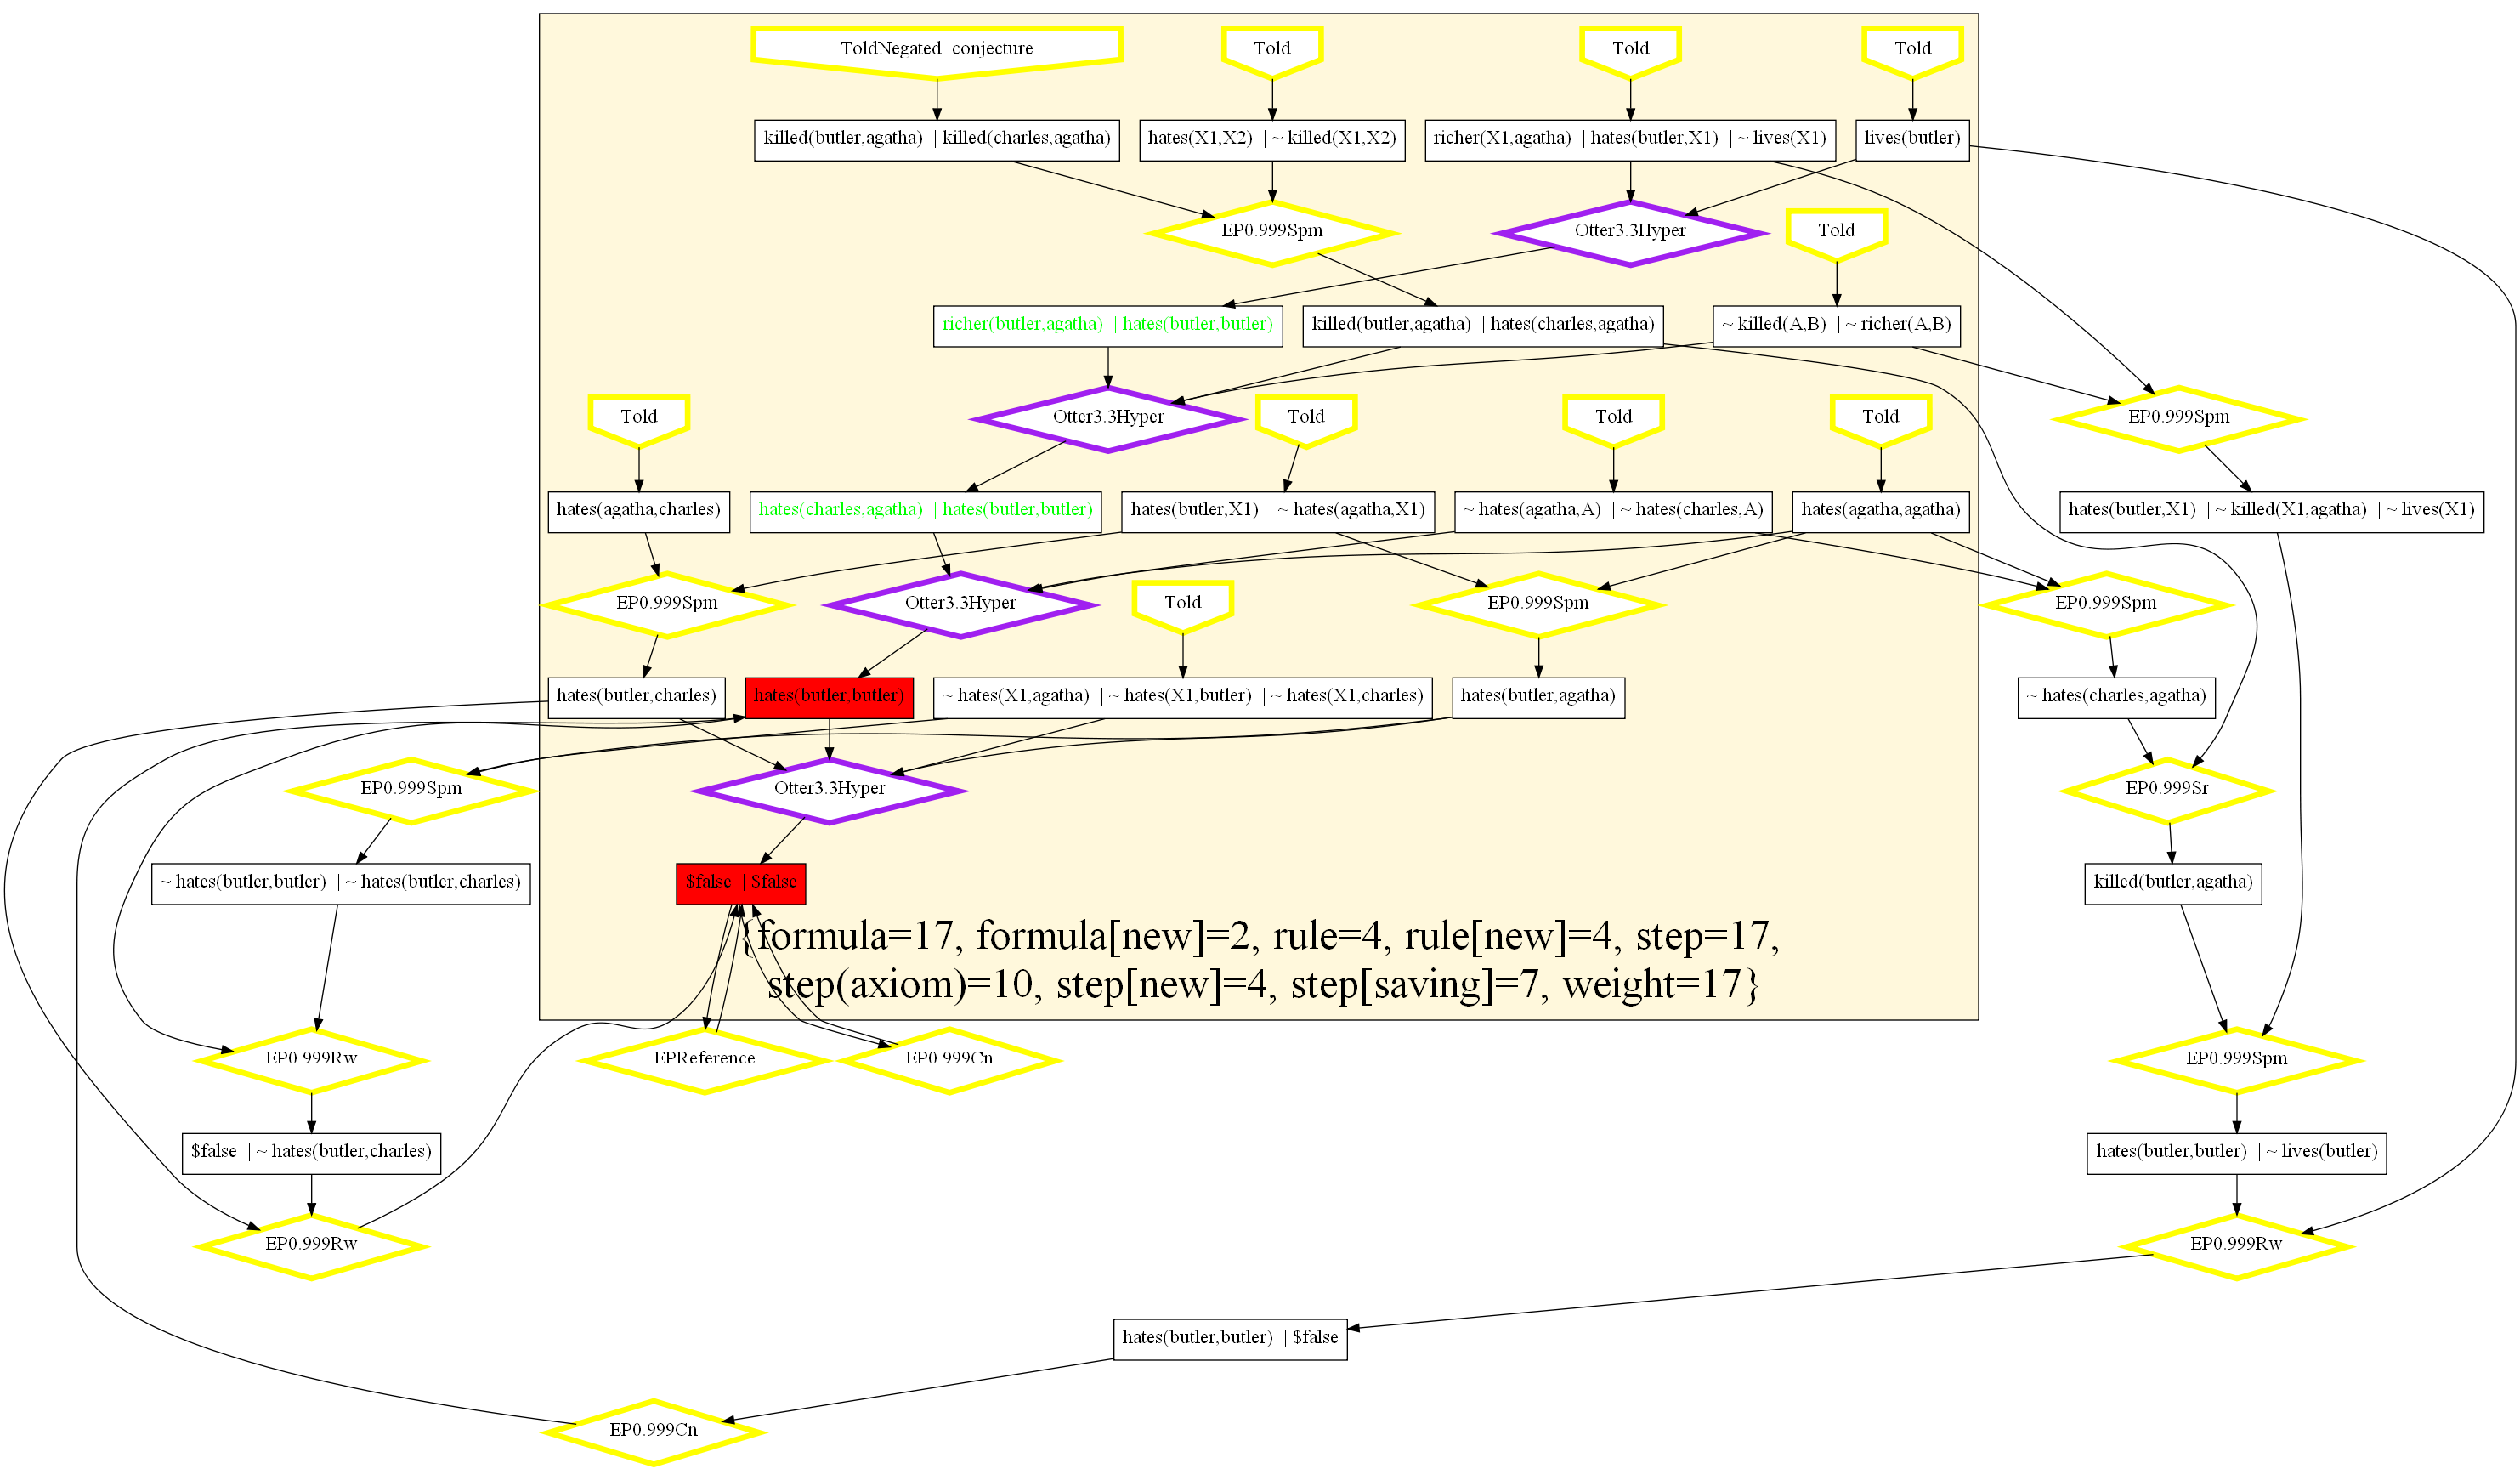 ToldNegated conjecture
Told
Told
Told
killed(butler,agatha) | killed(charles,agatha)
hates(X1,X2) | ~ killed(X1,X2)
richer(X1,agatha) | hates(butler,X1) | ~ lives(X1)
lives(butler)
EP0.999Spm
Otter3.3Hyper
Told
richer(butler,agatha) | hates(butler,butler)
killed(butler,agatha) | hates(charles,agatha)
~ killed(A,B) | ~ richer(A,B)
Told
Otter3.3Hyper
Told
Told
Told
EP0.999Spm
hates(agatha,charles)
hates(charles,agatha) | hates(butler,butler)
hates(butler,X1) | ~ hates(agatha,X1)
~ hates(agatha,A) | ~ hates(charles,A)
hates(agatha,agatha)
hates(butler,X1) | ~ killed(X1,agatha) | ~ lives(X1)
EP0.999Spm
Otter3.3Hyper
Told
EP0.999Spm
EP0.999Spm
hates(butler,charles)
hates(butler,butler)
~ hates(X1,agatha) | ~ hates(X1,butler) | ~ hates(X1,charles)
hates(butler,agatha)
~ hates(charles,agatha)
EP0.999Spm
Otter3.3Hyper
EP0.999Sr
~ hates(butler,butler) | ~ hates(butler,charles)
$false | $false
killed(butler,agatha)
{formula=17, formula[new]=2, rule=4, rule[new]=4, step=17,
step(axiom)=10, step[new]=4, step[saving]=7, weight=17}
EP0.999Rw
EPReference
EP0.999Cn
EP0.999Spm
$false | ~ hates(butler,charles)
hates(butler,butler) | ~ lives(butler)
EP0.999Rw
EP0.999Rw
hates(butler,butler) | $false
EP0.999Cn